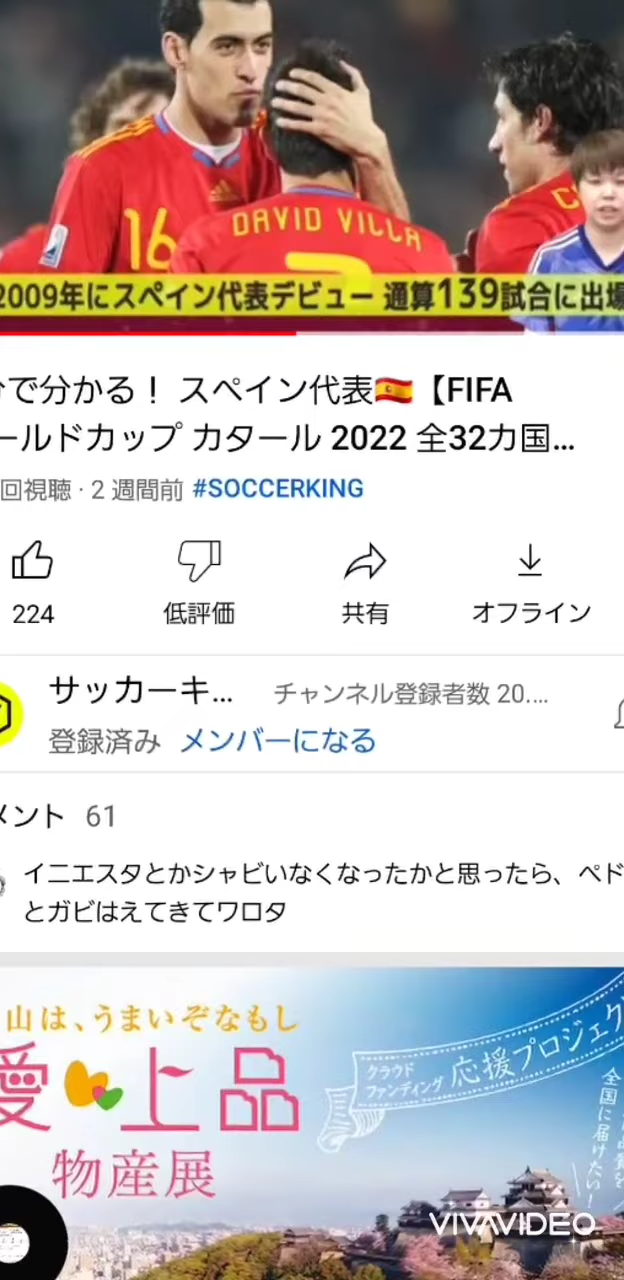 16
DAVID VILLA
2009年にスペイン代表デビュー 通算139試合に出場
分で分かる！ スペイン代表🇪🇸【FIFA
ールドカップ カタール 2022 全32カ国...
回視聴・2 週間前 #SOCCERKING
224
低評価
共有
オフライン
サッカーキ...
チャンネル登録者数 20....
登録済み メンバーになる
メント 61
イニエスタとかシャビいなくなったかと思ったら、ペド
とガビはえてきてワロタ
山は、うまいぞなもし
愛 上品
物産展
クラウド
ファンディング 応援プロジェク
全国に届けたい！
VIVAVIDEO